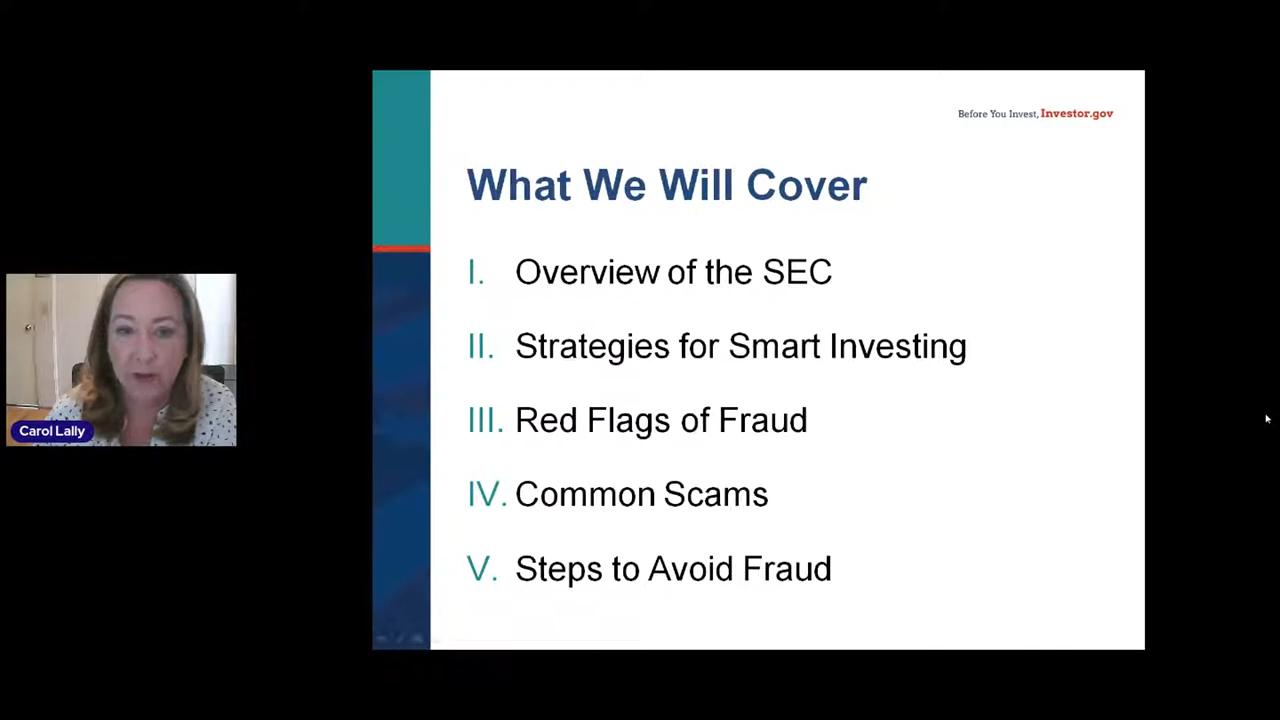 Before You Invest, Investor.gov
What We Will Cover
I. Overview of the SEC
II. Strategies for Smart Investing
III. Red Flags of Fraud
IV. Common Scams
V. Steps to Avoid Fraud
Carol Lally